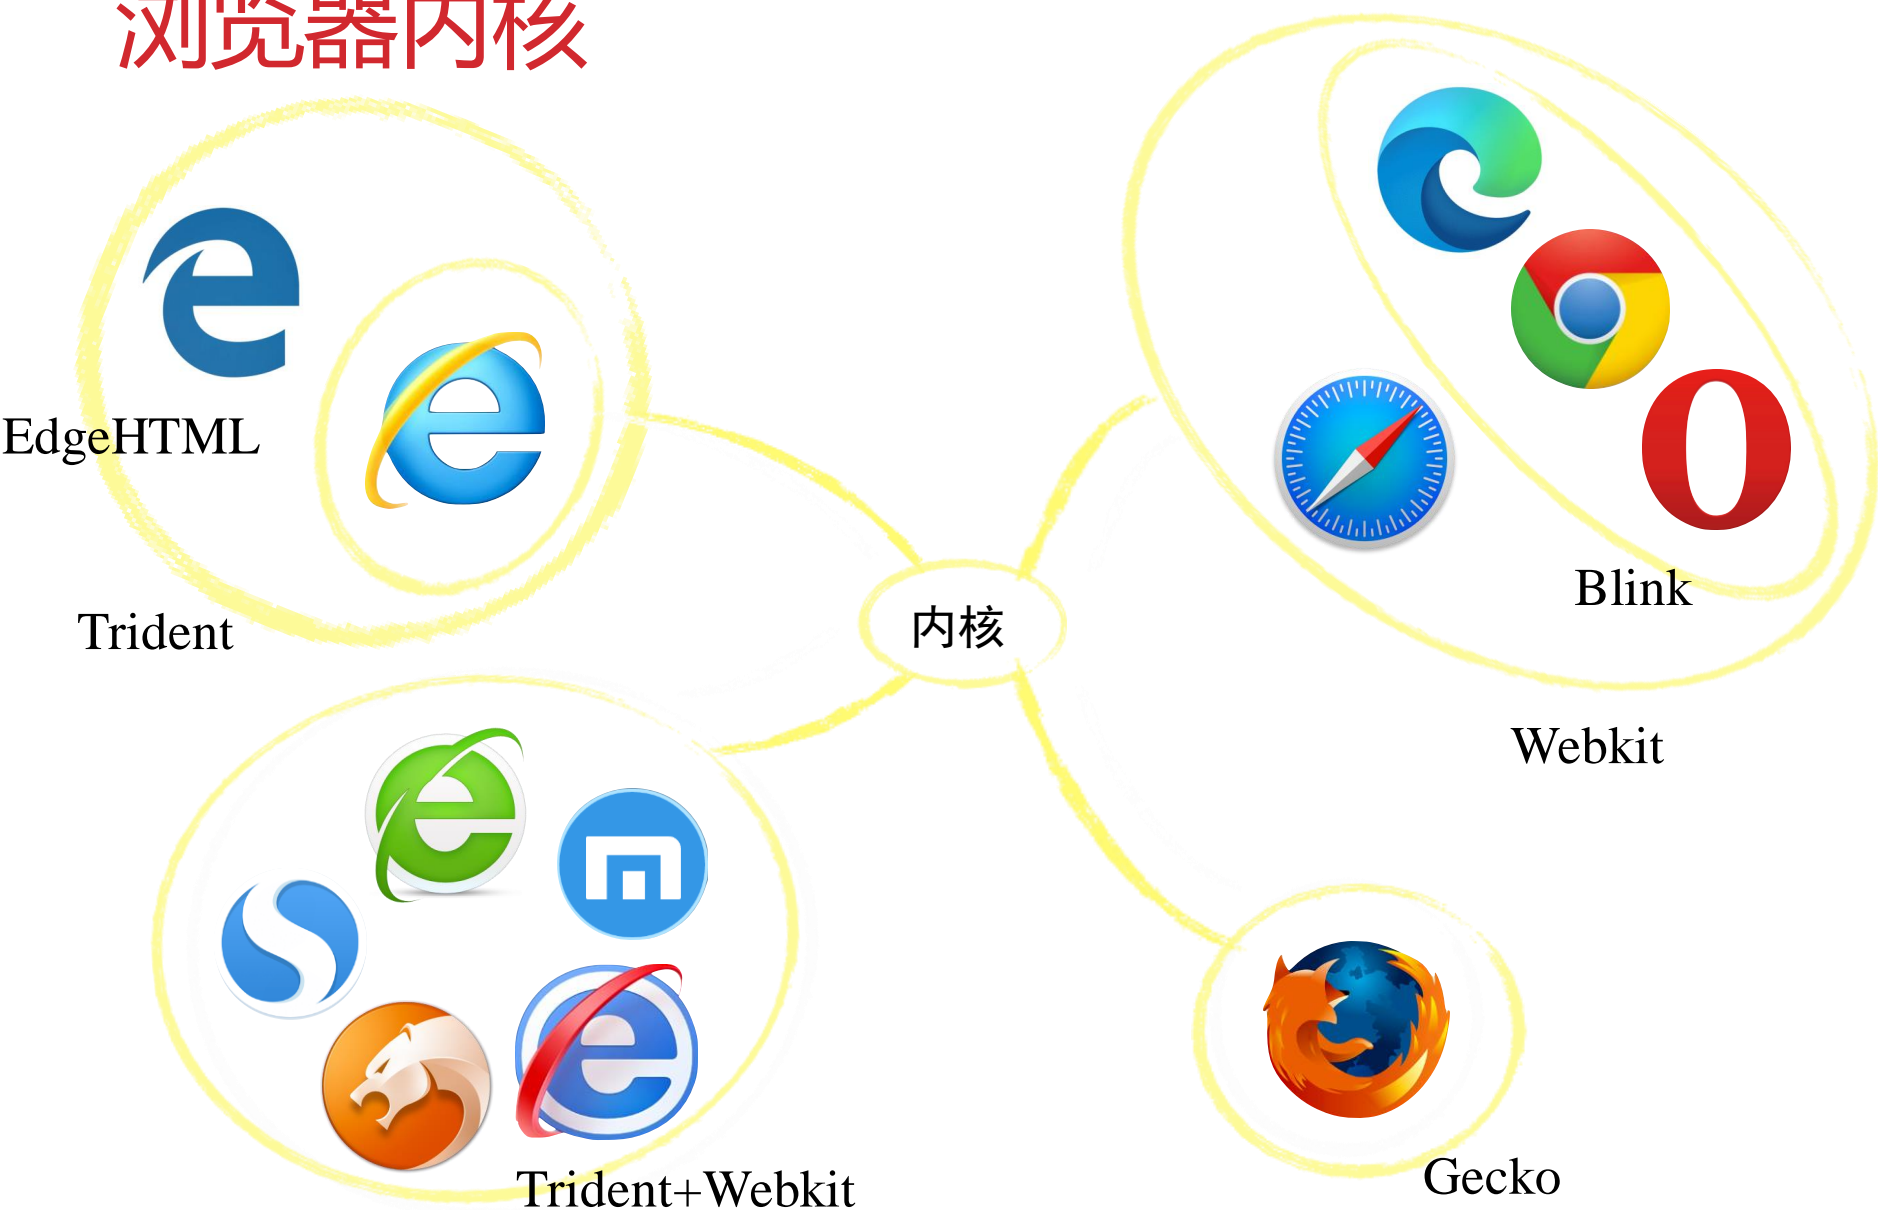 浏览器内核
EdgeHTML
Trident
内核
Blink
Webkit
Trident+Webkit
Gecko